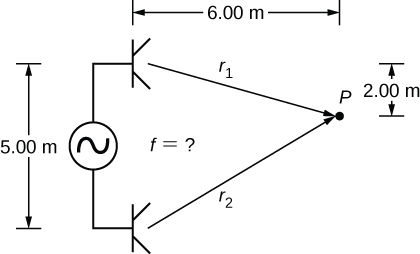 6.00 m
r1
P
2.00 m
5.00 m
f = ?
r2